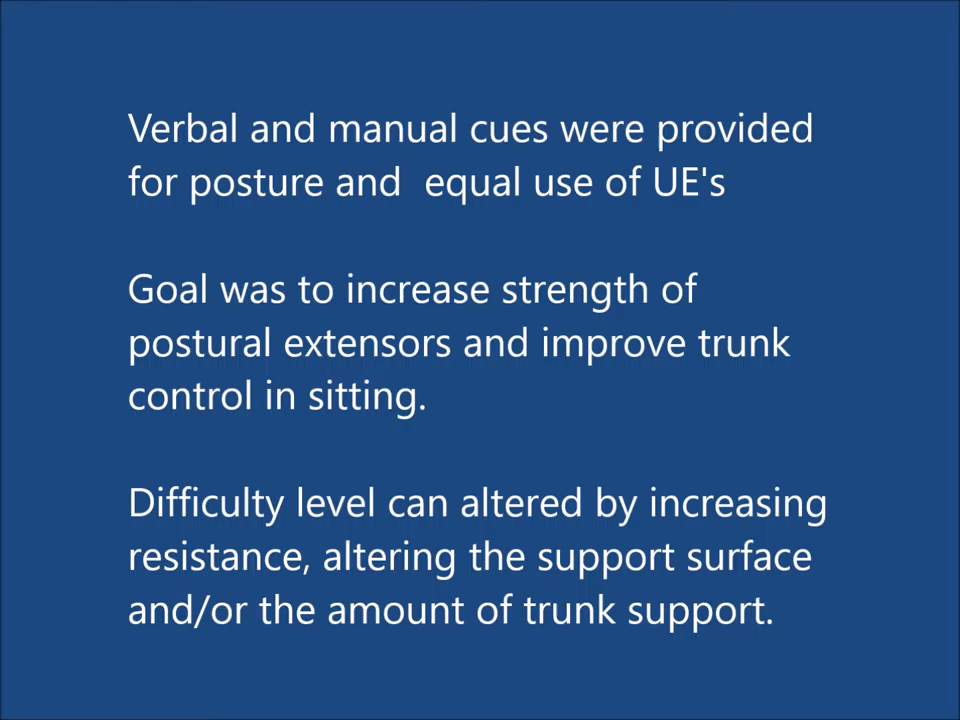 Verbal and manual cues were provided
for posture and  equal use of UE's
Goal was to increase strength of
postural extensors and improve trunk
control in sitting.
Difficulty level can altered by increasing
resistance, altering the support surface
and/or the amount of trunk support.